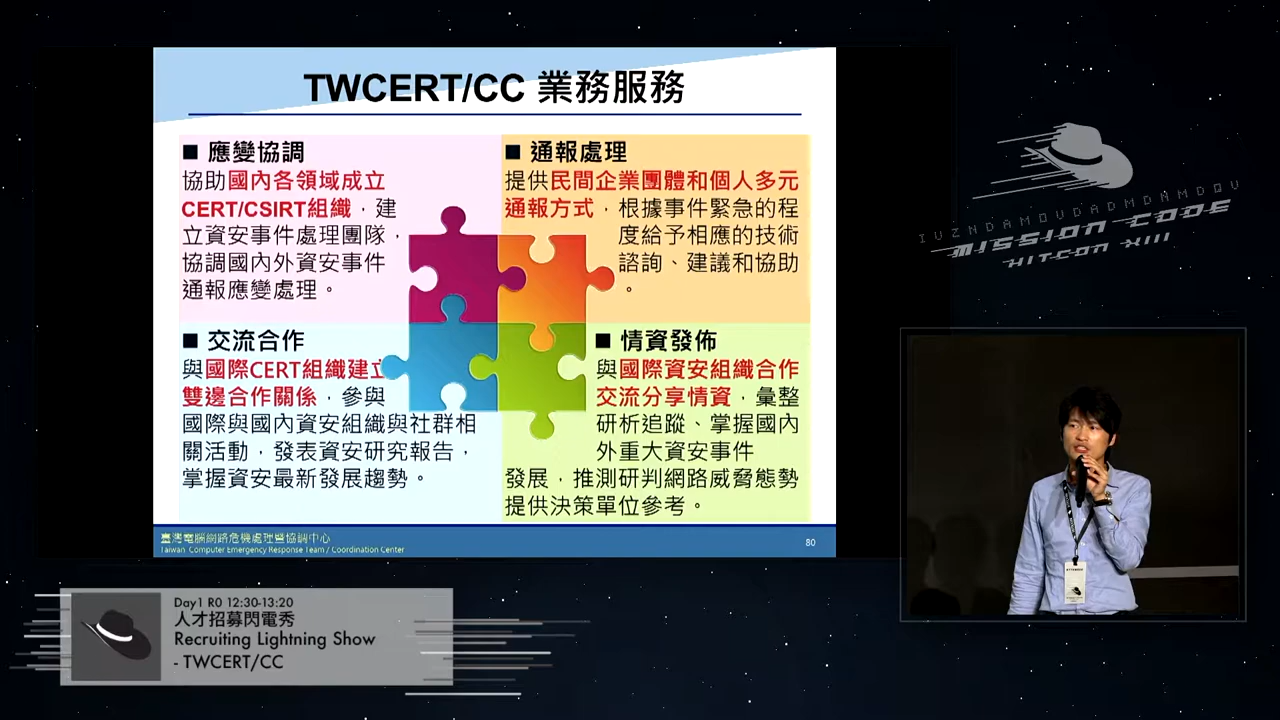 TWCERT/CC 業務服務
■ 應變協調
協助國內各領域成立
CERT/CSIRT組織，建
立資安事件處理團隊，
協調國內外資安事件
通報應變處理。
■ 通報處理
提供民間企業團體和個人多元
通報方式，根據事件緊急的程
度給予相應的技術
諮詢、建議和協助
。
■ 交流合作
與國際CERT組織建立
雙邊合作關係，參與
國際與國內資安組織與社群相
關活動，發表資安研究報告，
掌握資安最新發展趨勢。
■ 情資發佈
與國際資安組織合作
交流分享情資，彙整
研析追蹤、掌握國內
外重大資安事件
發展，推測研判網路威脅態勢
提供決策單位參考。
臺灣電腦網路危機處理暨協調中心
Taiwan Computer Emergency Response Team / Coordination Center
80
IVZNDAMOVDADMDAMDQV
MISSION CODE
HITCON XIII
Day1 R0 12:30-13:20
人才招募閃電秀
Recruiting Lightning Show
- TWCERT/CC